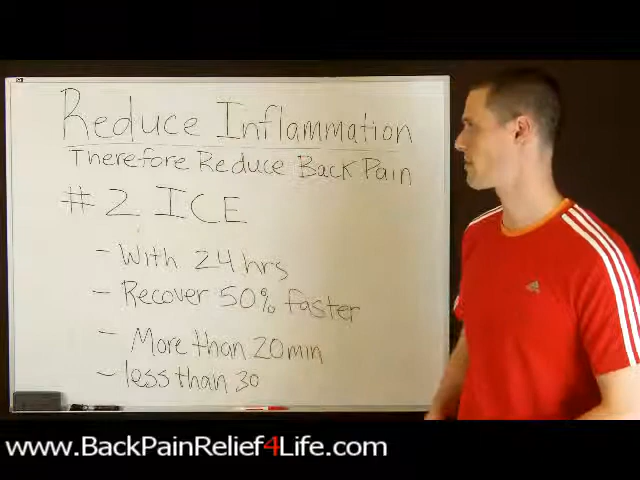 Reduce Inflammation
Therefore Reduce Back Pain
# 2 ICE
- With 24 hrs
- Recover 50% faster
- More than 20 min
- less than 30
www.BackPainRelief4Life.com